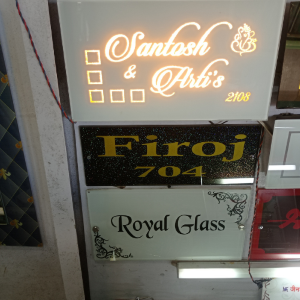 Santosh
&
Arti's
2108
Firoj
704
Royal Glass